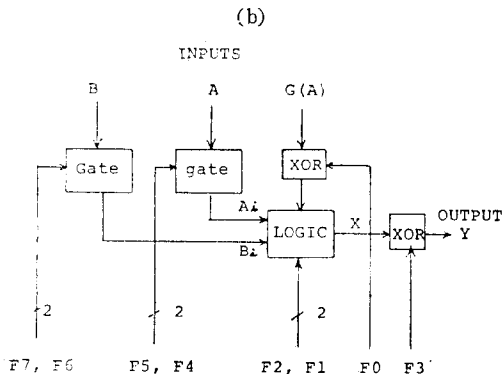 (b)
INPUTS
B A G(A)
Gate gate XOR
Ai
Bi
LOGIC X XOR OUTPUT
Y
2 2 2
F7, F6 F5, F4 F2, F1 F0 F3